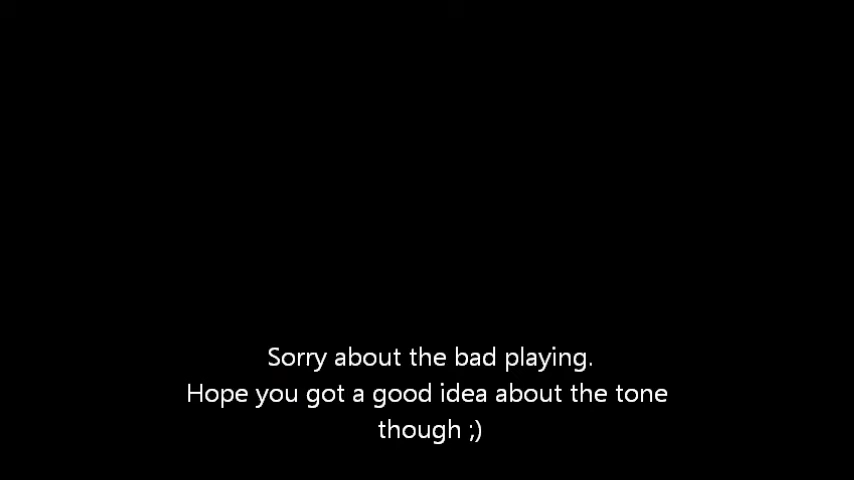 Sorry about the bad playing.
Hope you got a good idea about the tone
though ;)